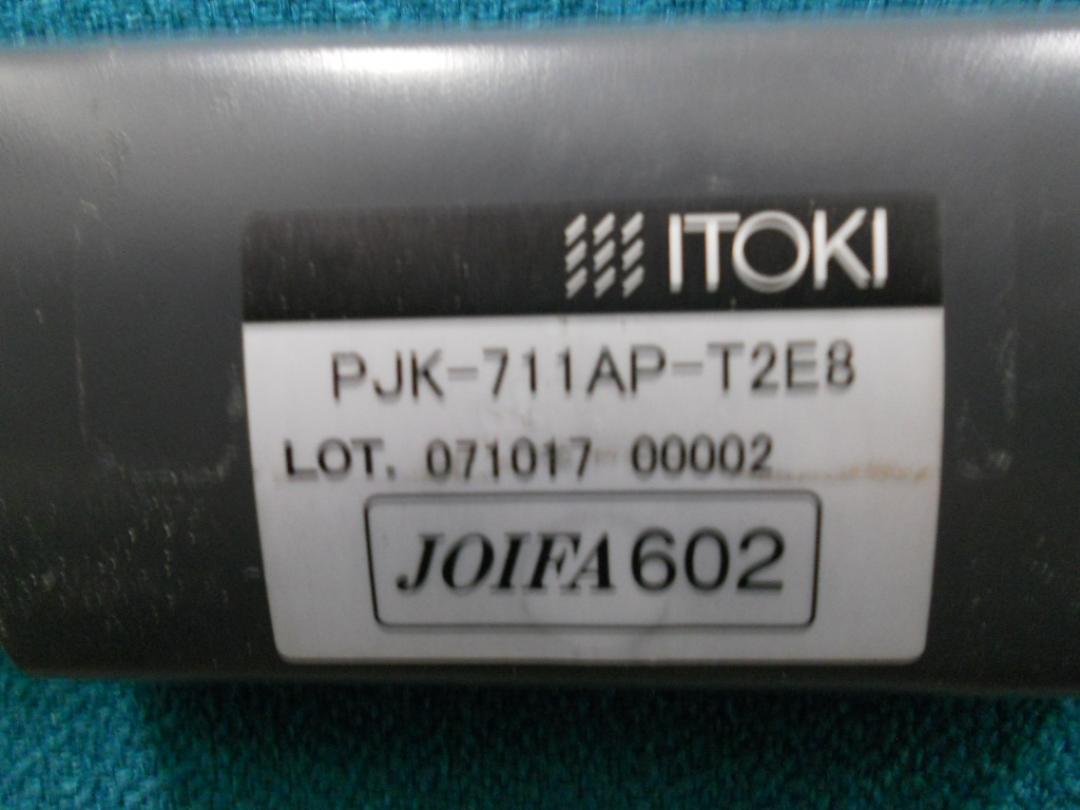 ITOKI
PJK-711AP-T2E8
LOT. 071017 00002
JOIFA 602